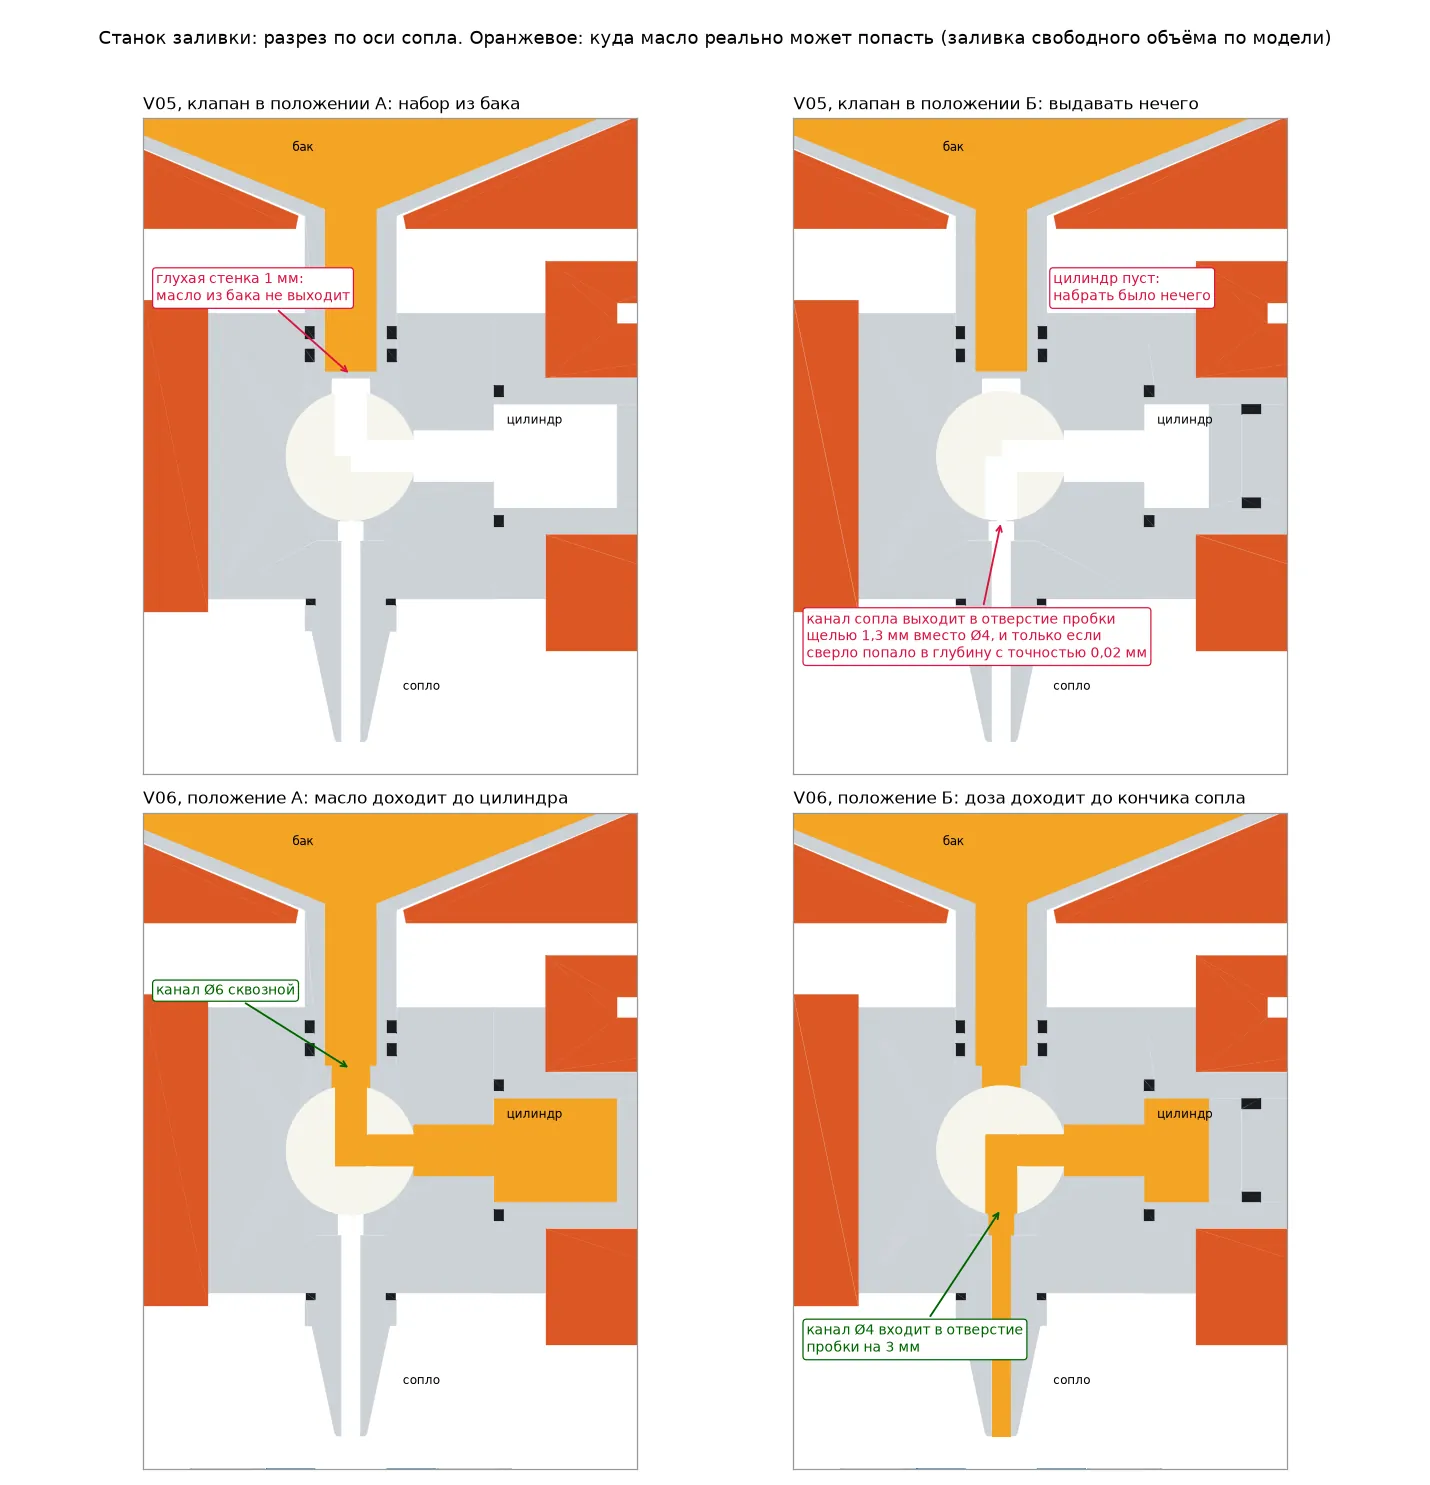 Станок заливки: разрез по оси сопла. Оранжевое: куда масло реально может попасть (заливка свободного объёма по модели)
V05, клапан в положении А: набор из бака
бак
глухая стенка 1 мм:
масло из бака не выходит
цилиндр
сопло
V05, клапан в положении Б: выдавать нечего
бак
цилиндр пуст:
набрать было нечего
цилиндр
канал сопла выходит в отверстие пробки
щелью 1,3 мм вместо Ø4, и только если
сверло попало в глубину с точностью 0,02 мм
сопло
V06, положение А: масло доходит до цилиндра
бак
канал Ø6 сквозной
цилиндр
сопло
V06, положение Б: доза доходит до кончика сопла
бак
цилиндр
канал Ø4 входит в отверстие
пробки на 3 мм
сопло